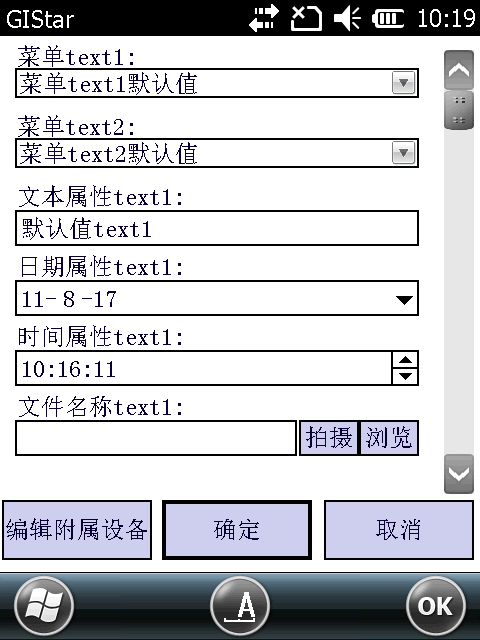 GIStar 10:19
菜单text1:
菜单text1默认值
菜单text2:
菜单text2默认值
文本属性text1:
默认值text1
日期属性text1:
11- 8 -17
时间属性text1:
10:16:11
文件名称text1:
拍摄 浏览
编辑附属设备 确定 取消
A OK